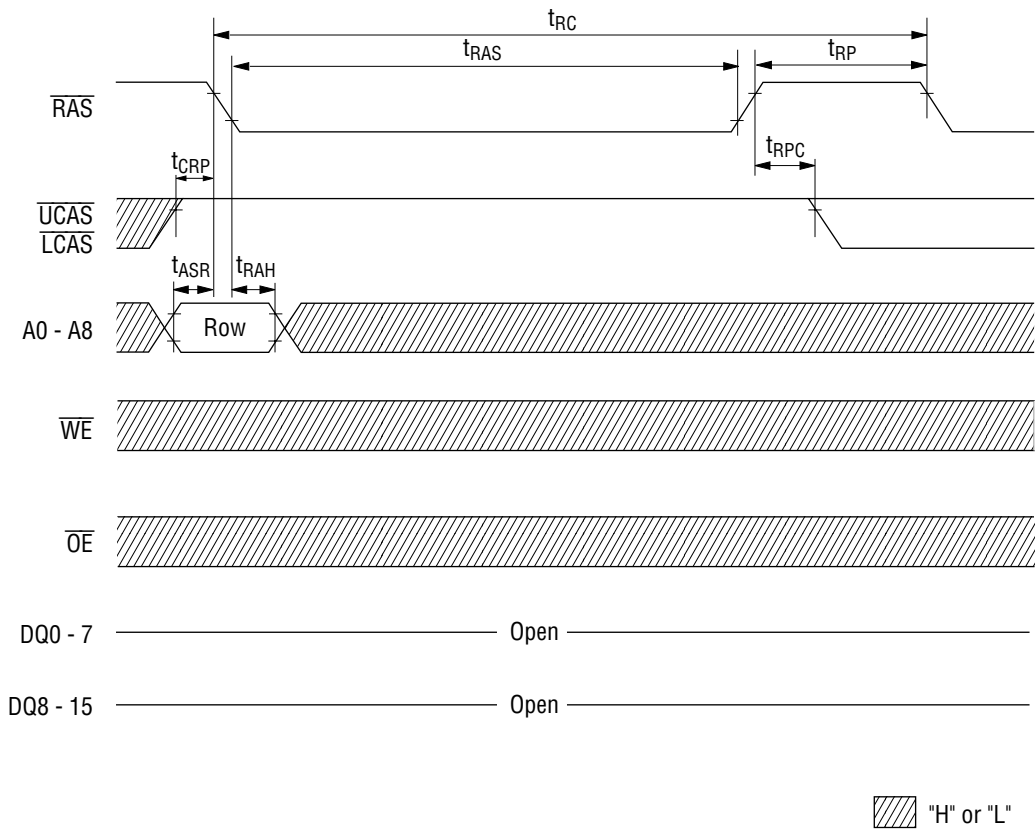 tRC
tRAS
tRP
RAS
tRPC
tCRP
UCAS
LCAS
tASR
tRAH
A0 - A8
Row
WE
OE
DQ0 - 7
Open
DQ8 - 15
Open
"H" or "L"